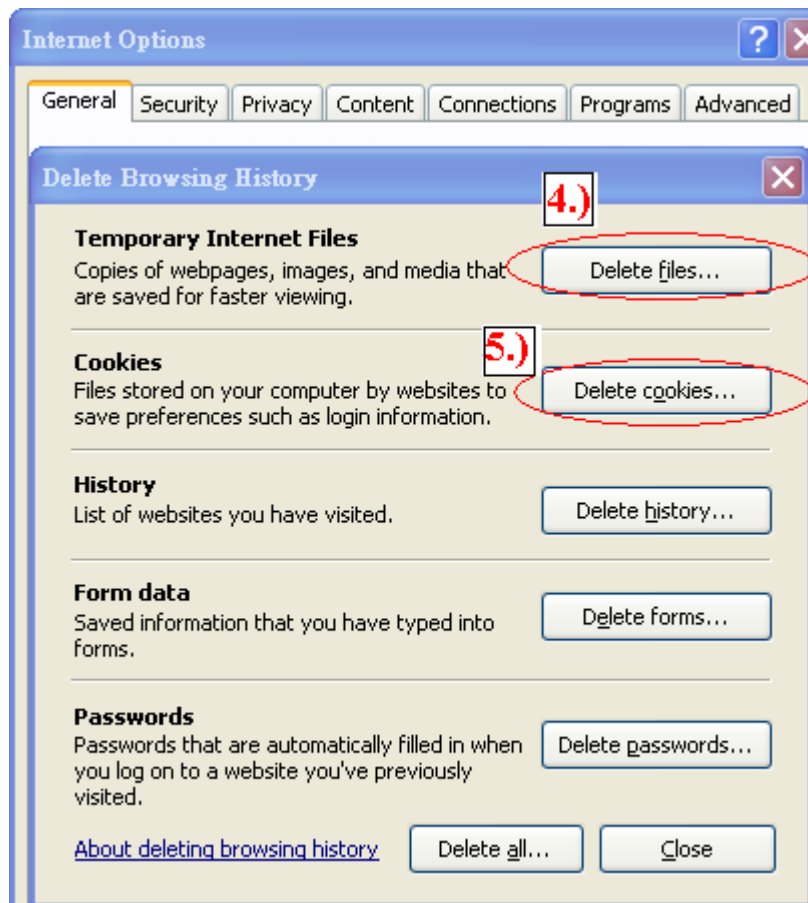 Internet Options
General Security Privacy Content Connections Programs Advanced
Delete Browsing History
4.)
Temporary Internet Files
Copies of webpages, images, and media that
are saved for faster viewing.
Delete files...
5.)
Cookies
Files stored on your computer by websites to
save preferences such as login information.
Delete cookies...
History
List of websites you have visited.
Delete history...
Form data
Saved information that you have typed into
forms.
Delete forms...
Passwords
Passwords that are automatically filled in when
you log on to a website you've previously
visited.
Delete passwords...
About deleting browsing history
Delete all...
Close